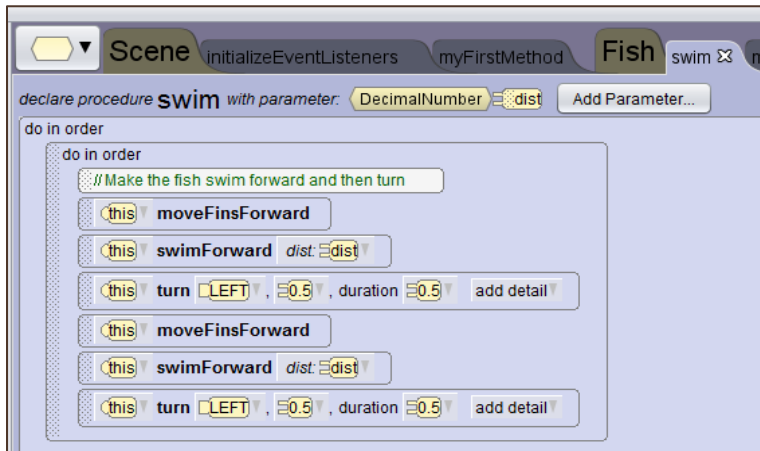 Scene initializeEventListeners myFirstMethod Fish swim
declare procedure swim with parameter: DecimalNumber dist Add Parameter...
do in order
do in order
// Make the fish swim forward and then turn
this moveFinsForward
this swimForward dist: dist
this turn LEFT , 0.5 , duration 0.5 add detail
this moveFinsForward
this swimForward dist: dist
this turn LEFT , 0.5 , duration 0.5 add detail